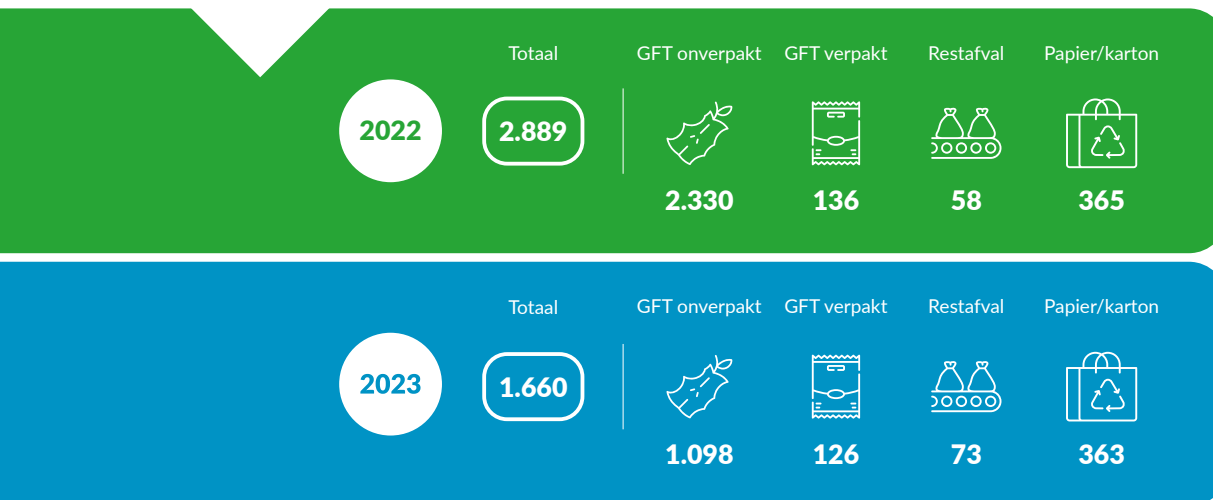 Totaal GFT onverpakt GFT verpakt Restafval Papier/karton
2022 2.889
2.330 136 58 365
Totaal GFT onverpakt GFT verpakt Restafval Papier/karton
2023 1.660
1.098 126 73 363